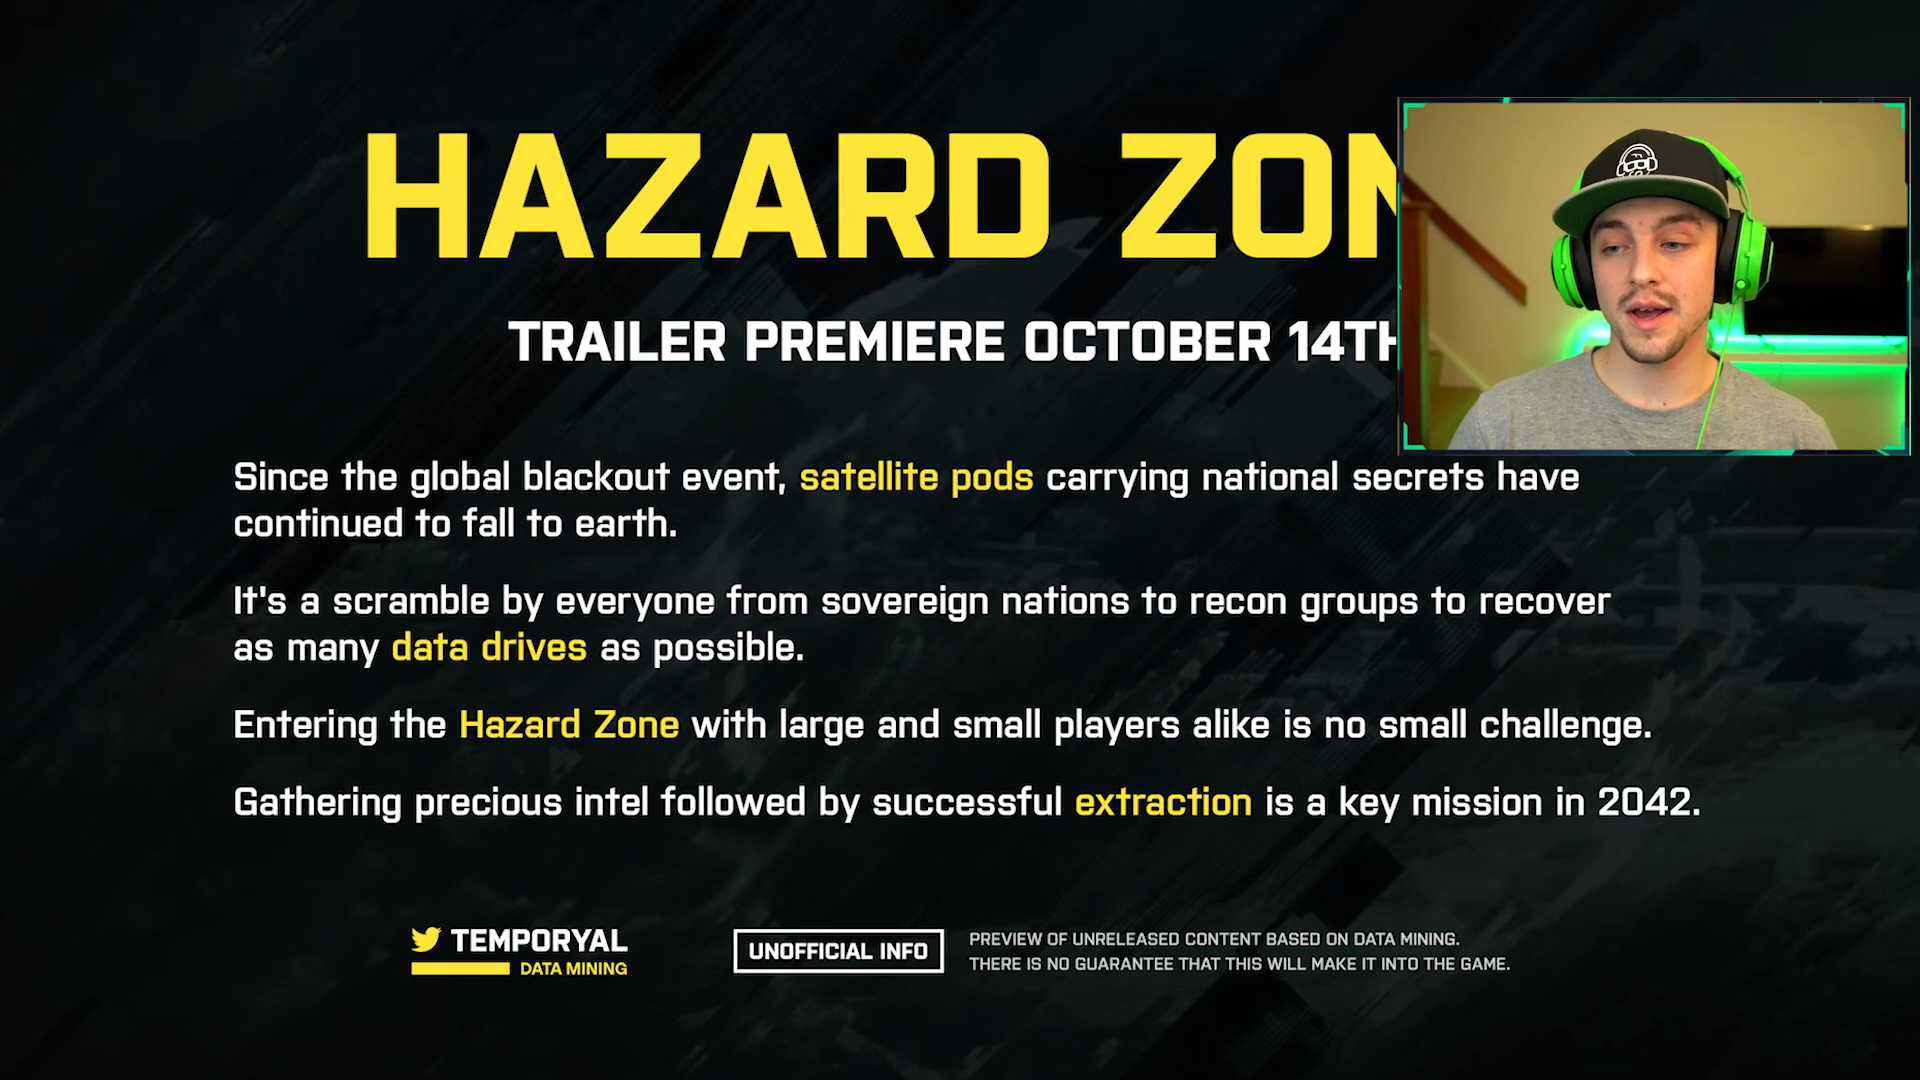 HAZARD ZON
TRAILER PREMIERE OCTOBER 14TH
Since the global blackout event, satellite pods carrying national secrets have
continued to fall to earth.
It's a scramble by everyone from sovereign nations to recon groups to recover
as many data drives as possible.
Entering the Hazard Zone with large and small players alike is no small challenge.
Gathering precious intel followed by successful extraction is a key mission in 2042.
TEMPORYAL
DATA MINING
UNOFFICIAL INFO
PREVIEW OF UNRELEASED CONTENT BASED ON DATA MINING.
THERE IS NO GUARANTEE THAT THIS WILL MAKE IT INTO THE GAME.